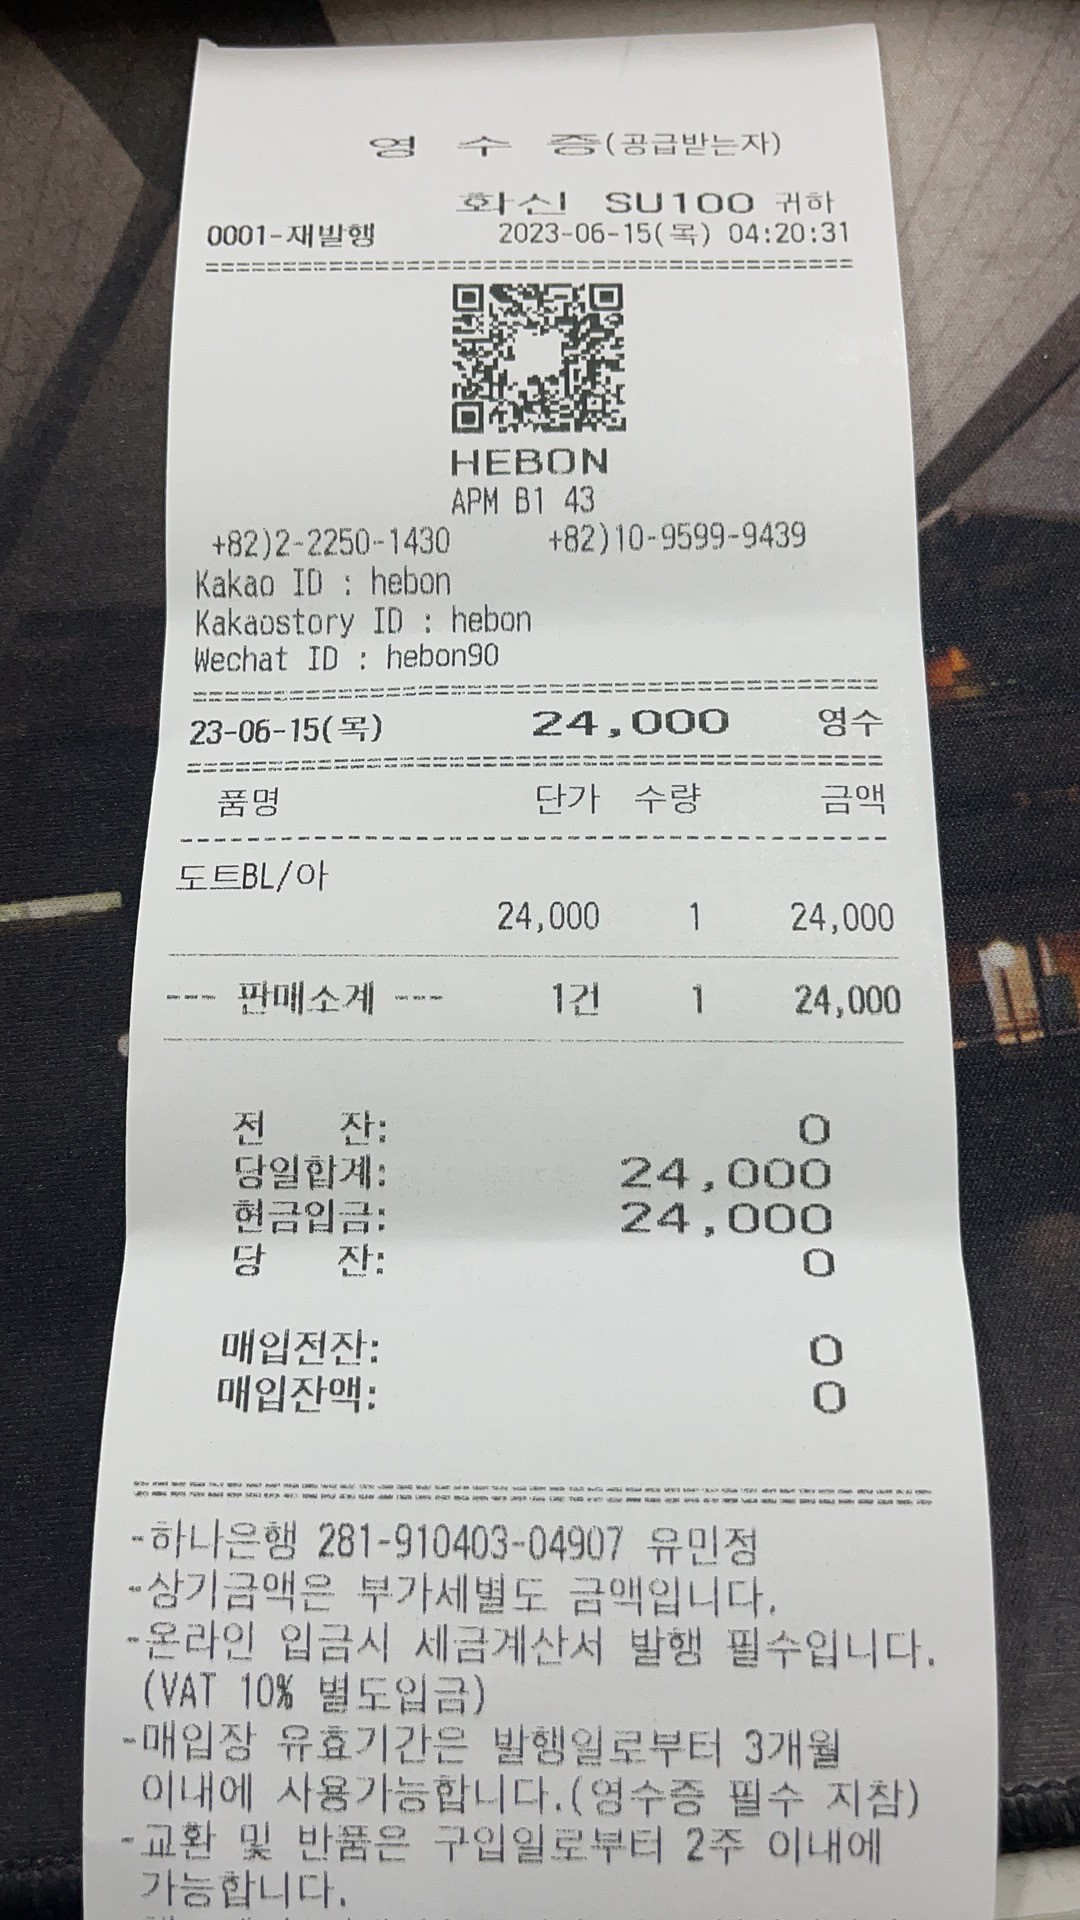 영 수 증(공급받는자)
화신 SU100 귀하
0001-재발행 2023-06-15(목) 04:20:31
HEBON
APM B1 43
+82)2-2250-1430 +82)10-9599-9439
Kakao ID : hebon
Kakaostory ID : hebon
Wechat ID : hebon90
23-06-15(목) 24,000 영수
품명 단가 수량 금액
도트BL/아
24,000 1 24,000
--- 판매소계 --- 1건 1 24,000
전 잔: 0
당일합계: 24,000
현금입금: 24,000
당 잔: 0
매입전잔: 0
매입잔액: 0
-하나은행 281-910403-04907 유민정
-상기금액은 부가세별도 금액입니다.
-온라인 입금시 세금계산서 발행 필수입니다.
(VAT 10% 별도입금)
-매입장 유효기간은 발행일로부터 3개월
이내에 사용가능합니다.(영수증 필수 지참)
-교환 및 반품은 구입일로부터 2주 이내에
가능합니다.